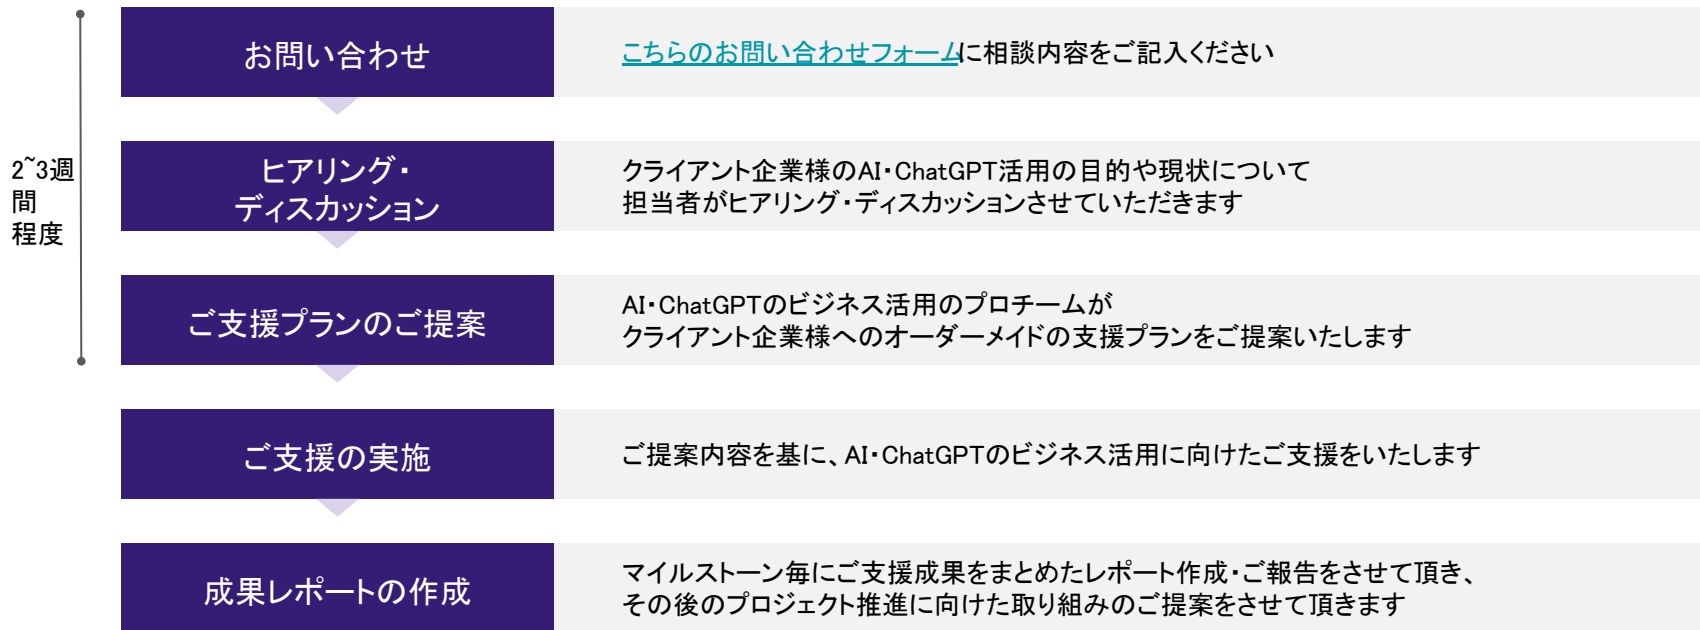 お問い合わせ
こちらのお問い合わせフォームに相談内容をご記入ください
2~3週
間
程度
ヒアリング・
ディスカッション
クライアント企業様のAI・ChatGPT活用の目的や現状について
担当者がヒアリング・ディスカッションさせていただきます
ご支援プランのご提案
AI・ChatGPTのビジネス活用のプロチームが
クライアント企業様へのオーダーメイドの支援プランをご提案いたします
ご支援の実施
ご提案内容を基に、AI・ChatGPTのビジネス活用に向けたご支援をいたします
成果レポートの作成
マイルストーン毎にご支援成果をまとめたレポート作成・ご報告をさせて頂き、
その後のプロジェクト推進に向けた取り組みのご提案をさせて頂きます